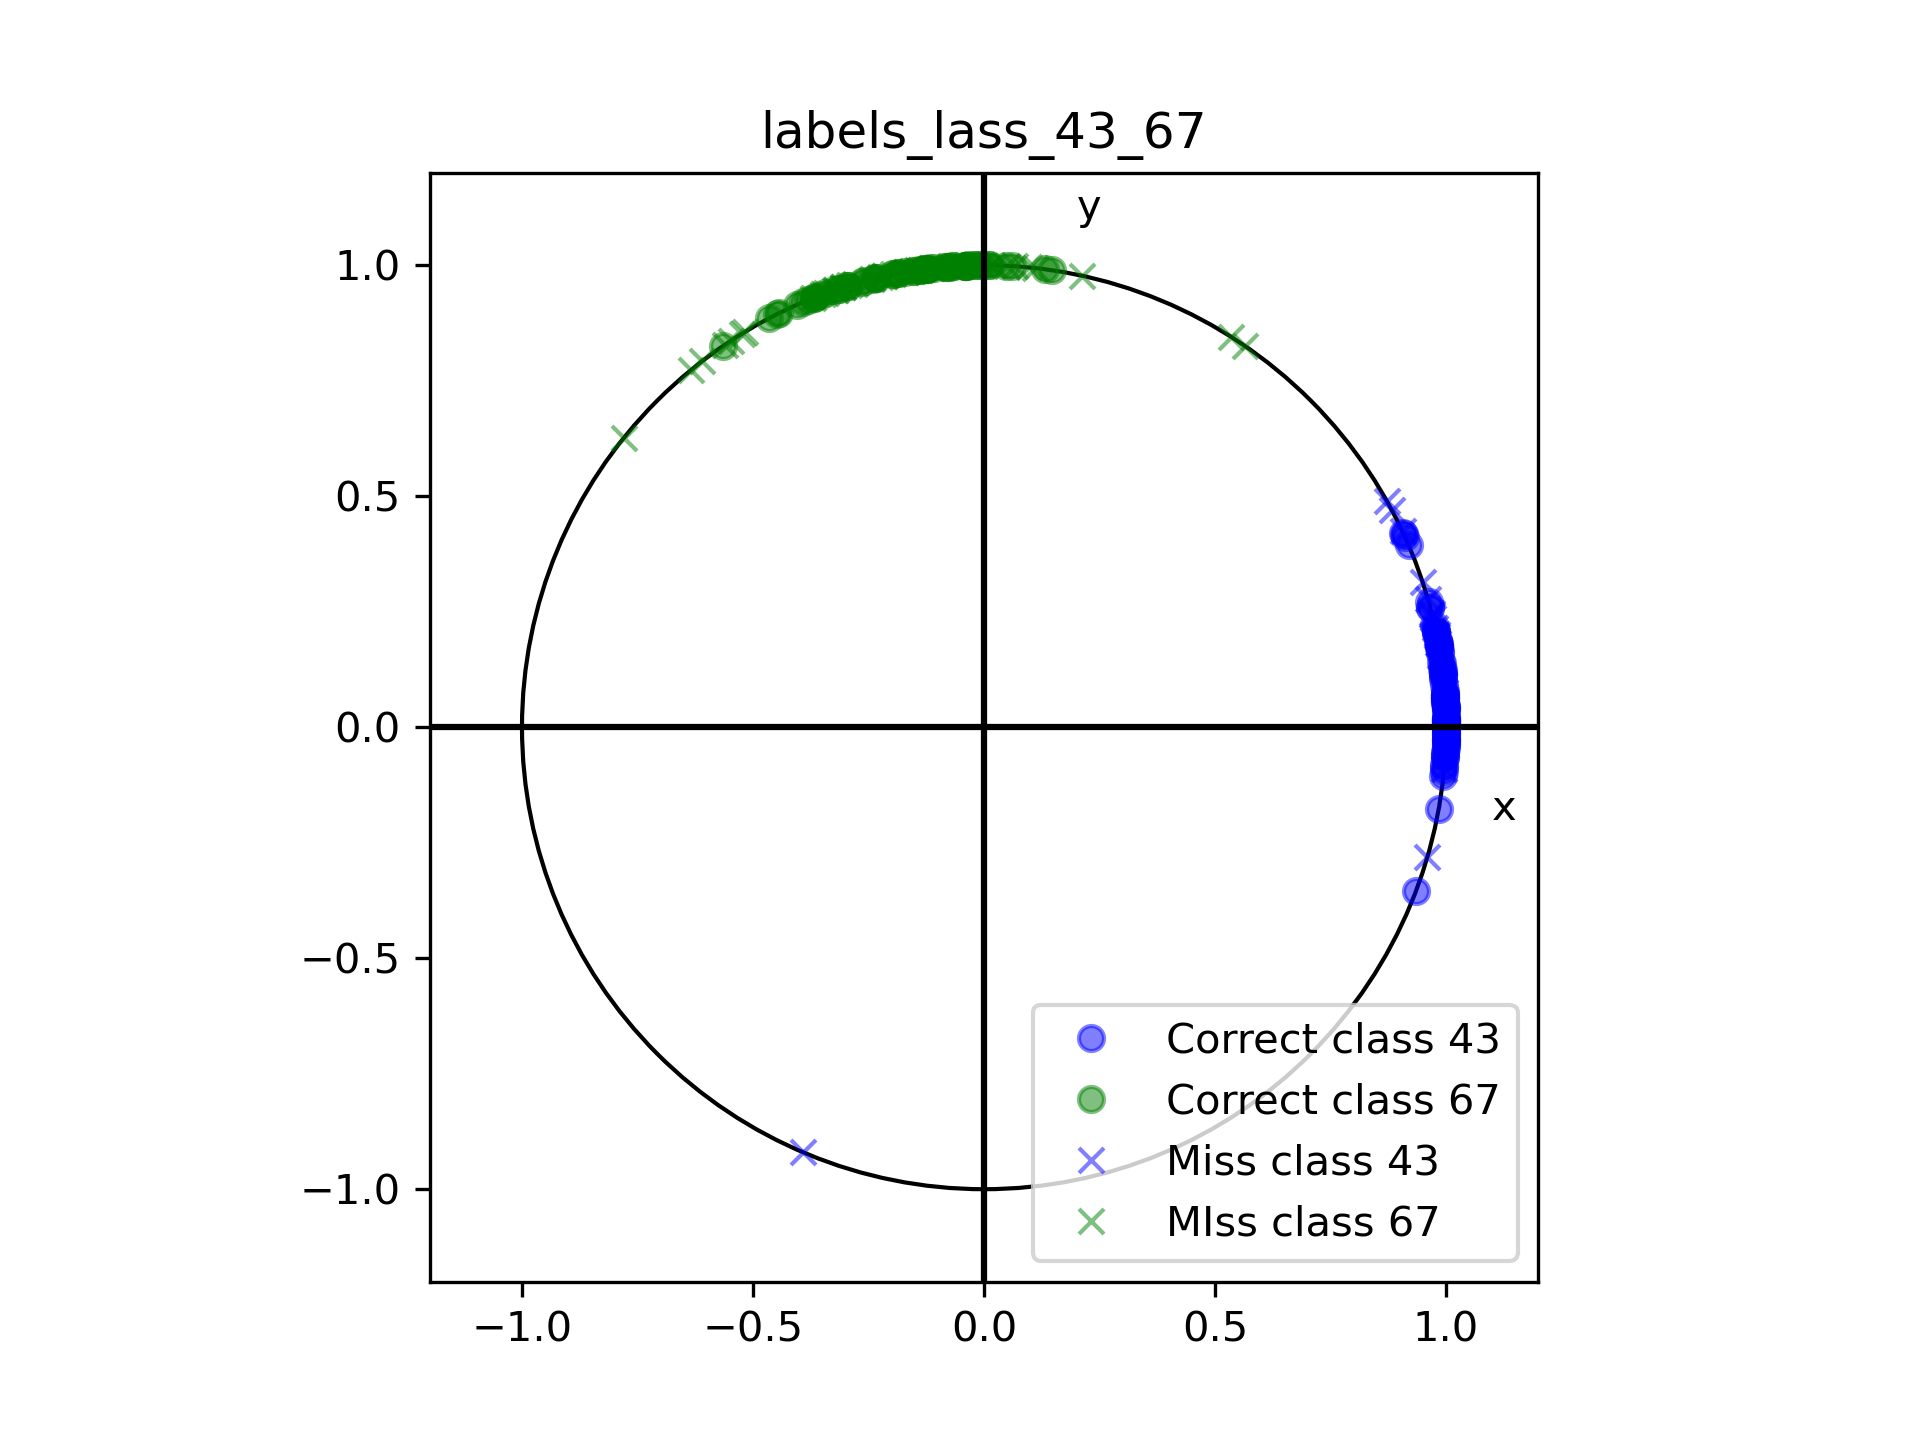 labels_lass_43_67
y
1.0
0.5
0.0
−0.5
−1.0
x
Correct class 43
Correct class 67
Miss class 43
MIss class 67
−1.0 −0.5 0.0 0.5 1.0